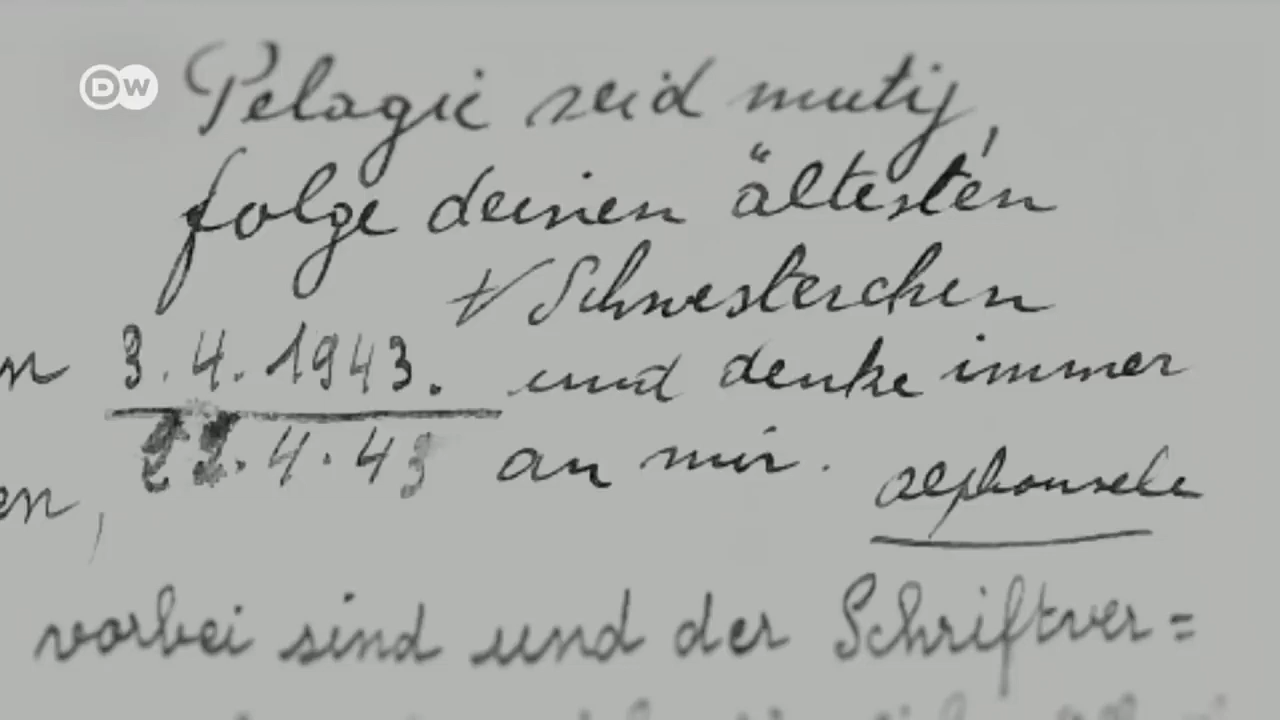 DW
Pelagie seid mutig,
folge deinen ältesten
Schwesterchen
3.4.1943. und denke immer
4.43 an mir.
vorbei sind und der Schriftver=